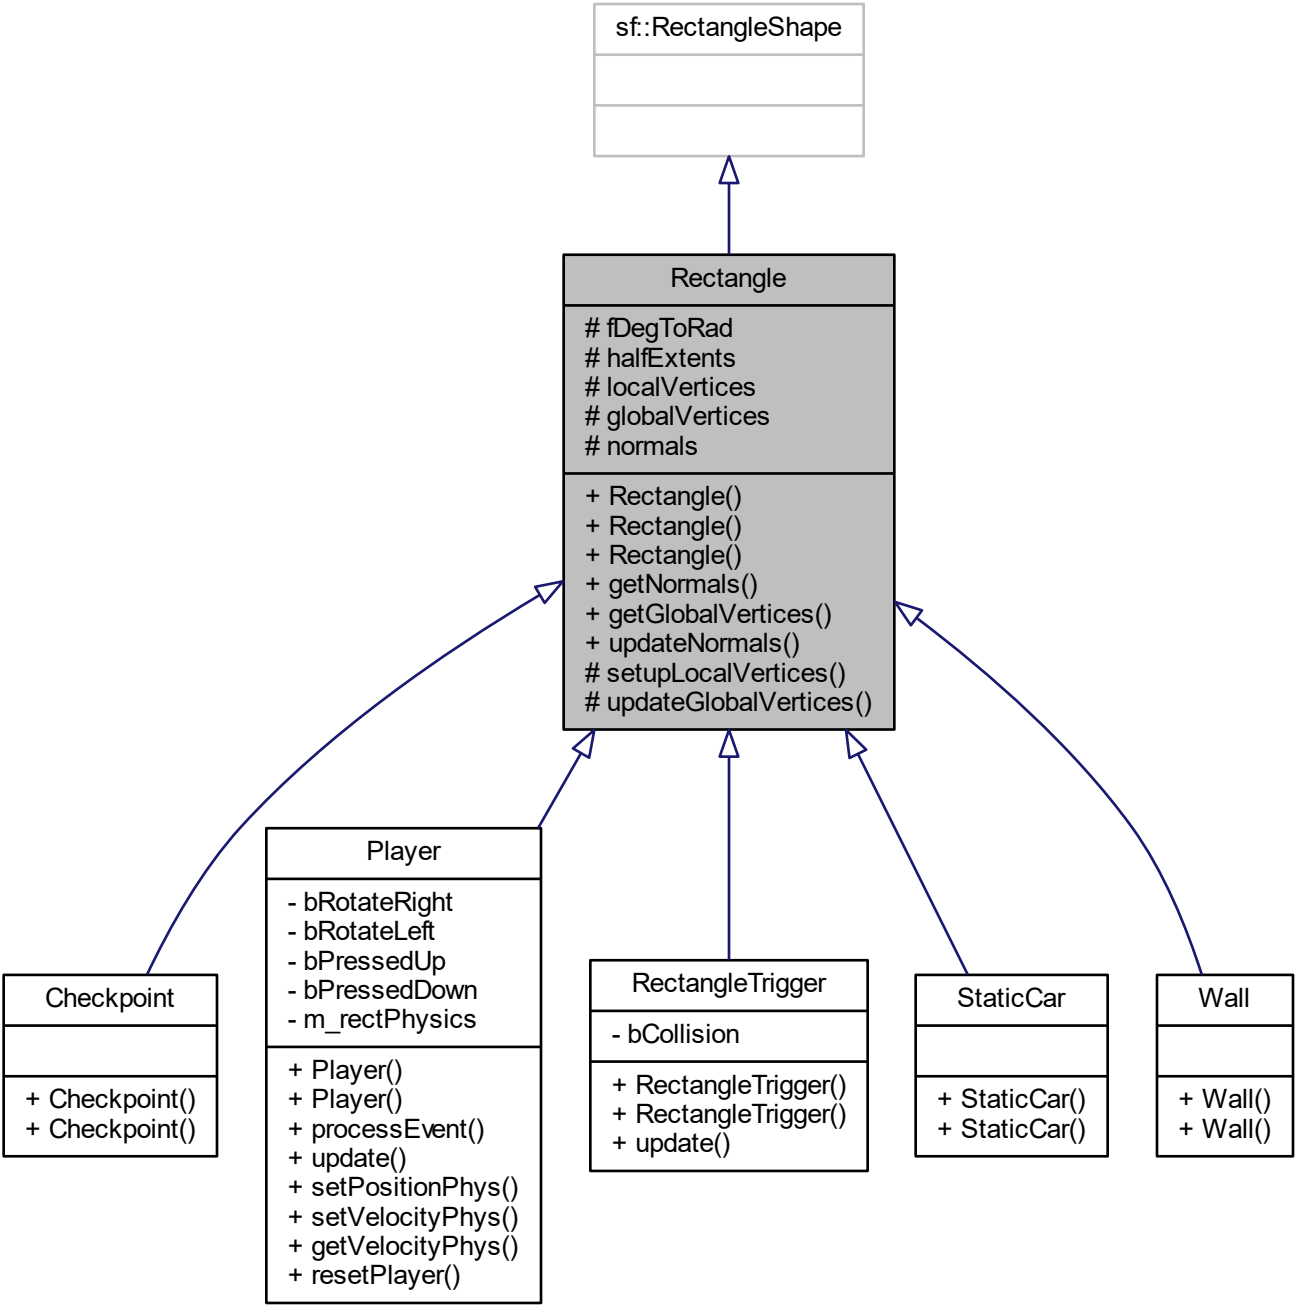 sf::RectangleShape
Rectangle
# fDegToRad
# halfExtents
# localVertices
# globalVertices
# normals
+ Rectangle()
+ Rectangle()
+ Rectangle()
+ getNormals()
+ getGlobalVertices()
+ updateNormals()
# setupLocalVertices()
# updateGlobalVertices()
Checkpoint
+ Checkpoint()
+ Checkpoint()
Player
- bRotateRight
- bRotateLeft
- bPressedUp
- bPressedDown
- m_rectPhysics
+ Player()
+ Player()
+ processEvent()
+ update()
+ setPositionPhys()
+ setVelocityPhys()
+ getVelocityPhys()
+ resetPlayer()
RectangleTrigger
- bCollision
+ RectangleTrigger()
+ RectangleTrigger()
+ update()
StaticCar
+ StaticCar()
+ StaticCar()
Wall
+ Wall()
+ Wall()